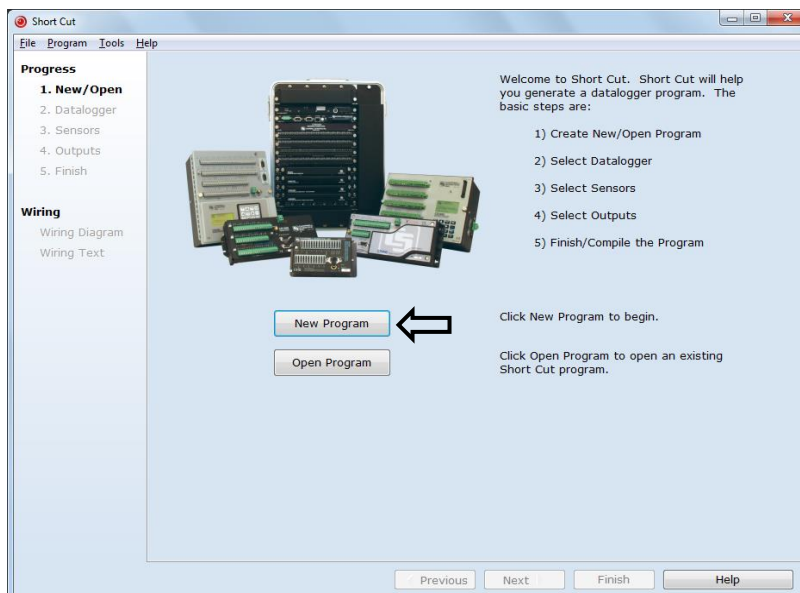 Short Cut
File Program Tools Help
Progress
1. New/Open
2. Datalogger
3. Sensors
4. Outputs
5. Finish
Wiring
Wiring Diagram
Wiring Text
Welcome to Short Cut. Short Cut will help
you generate a datalogger program. The
basic steps are:
1) Create New/Open Program
2) Select Datalogger
3) Select Sensors
4) Select Outputs
5) Finish/Compile the Program
New Program
Click New Program to begin.
Open Program
Click Open Program to open an existing
Short Cut program.
Previous Next Finish Help